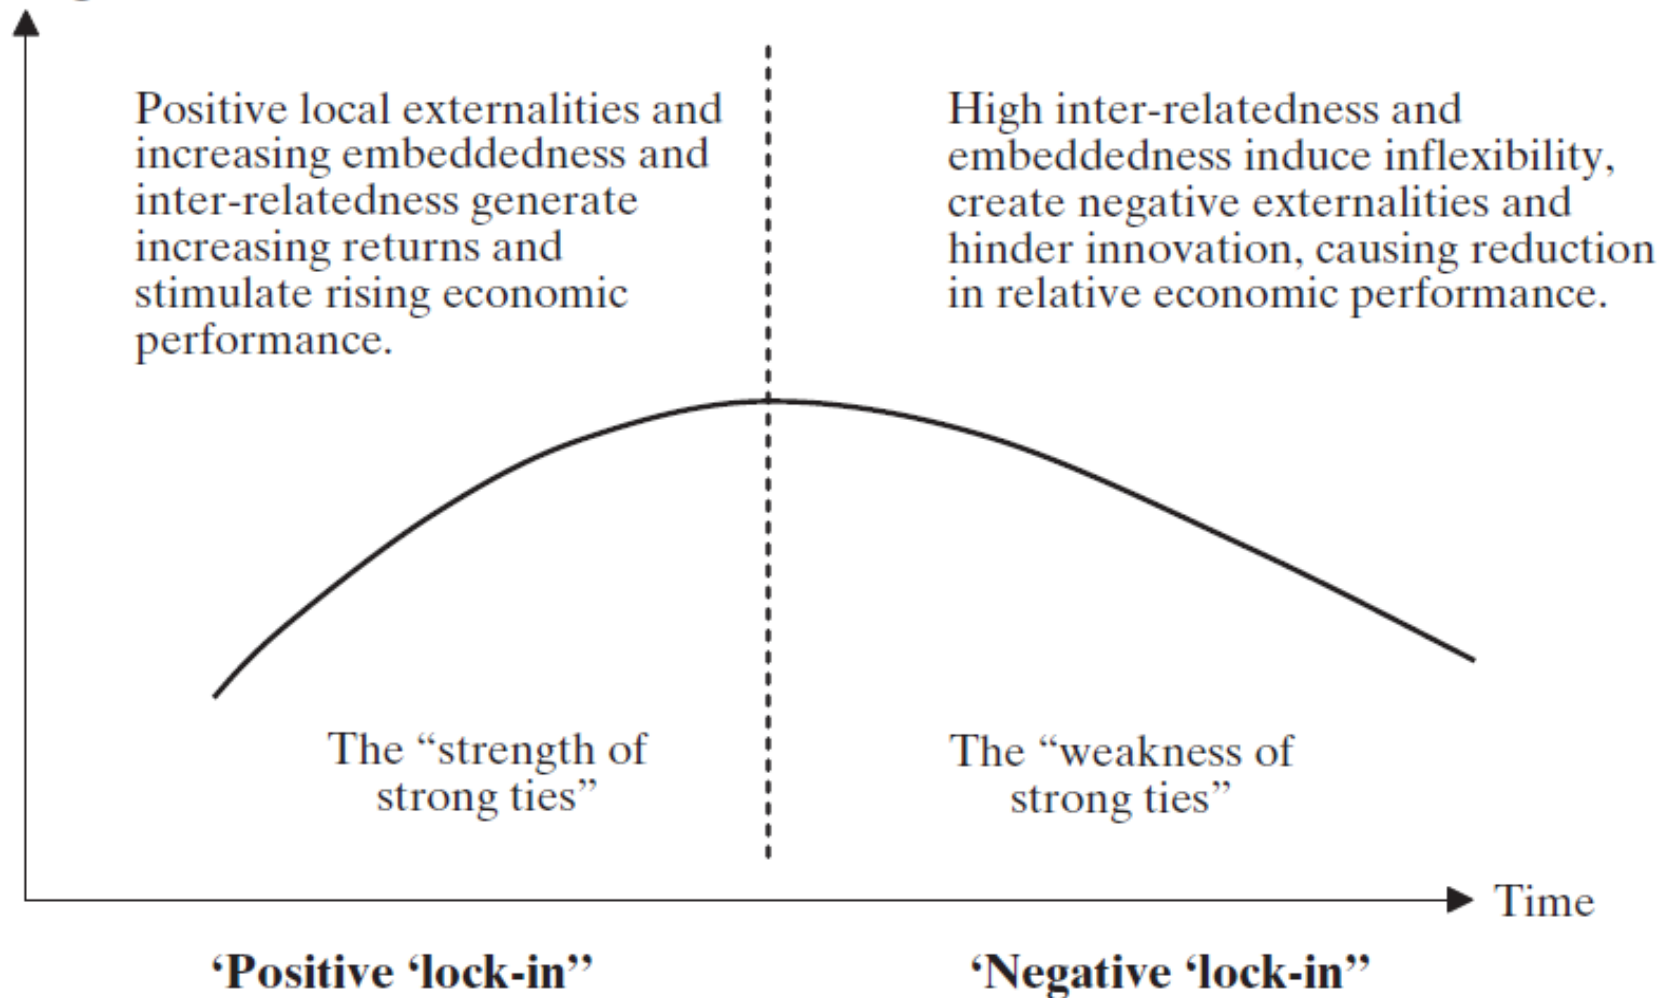 Positive local externalities and
increasing embeddedness and
inter-relatedness generate
increasing returns and
stimulate rising economic
performance.
High inter-relatedness and
embeddedness induce inflexibility,
create negative externalities and
hinder innovation, causing reduction
in relative economic performance.
The “strength of
strong ties”
The “weakness of
strong ties”
Time
‘Positive ‘lock-in’’
‘Negative ‘lock-in’’